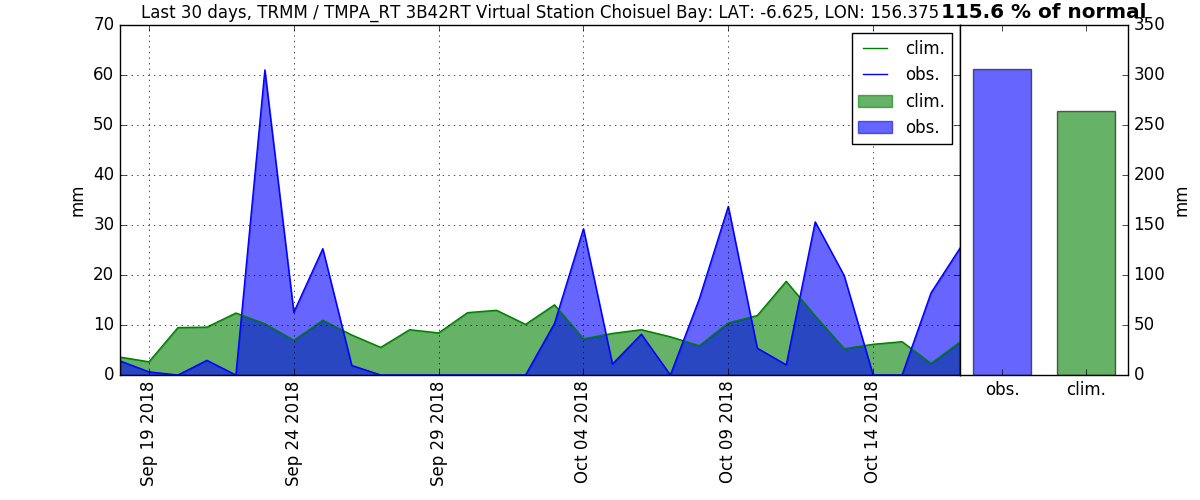 Last 30 days, TRMM / TMPA_RT 3B42RT Virtual Station Choisuel Bay: LAT: -6.625, LON: 156.375 115.6 % of normal
70
60
50
40
30
20
10
0
mm
clim.
obs.
clim.
obs.
350
300
250
200
150
100
50
0
mm
Sep 19 2018
Sep 24 2018
Sep 29 2018
Oct 04 2018
Oct 09 2018
Oct 14 2018
obs.
clim.